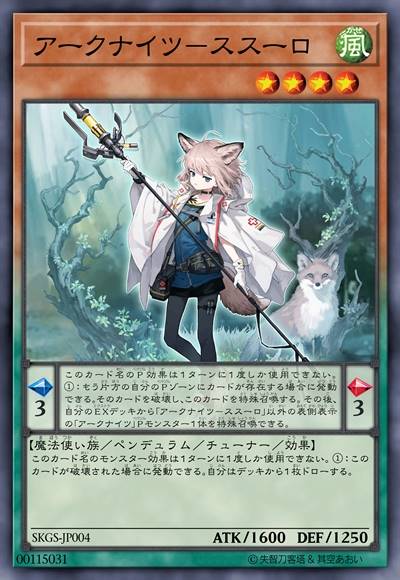 アークナイツースズーロ
かぜ
瘋
このカード名のP効果は1ターンに1度しか使用できない。
①:もう片方の自分のPゾーンにカードが存在する場合に発動
できる。そのカードを破壊し、このカードを特殊召喚する。その後、
自分のEXデッキから「アークナイツースズーロ」以外の表側表示
の「アークナイツ」Pモンスター1体を特殊召喚できる。
3
3
【魔法使い族/ペンデュラム/チューナー/効果】
このカード名のモンスター効果は1ターンに1度しか使用できない。①:この
カードが破壊された場合に発動できる。自分はデッキから1枚ドローする。
SKGS-JP004
ATK/1600 DEF/1250
00115031
©失智刀客塔&其空あおい